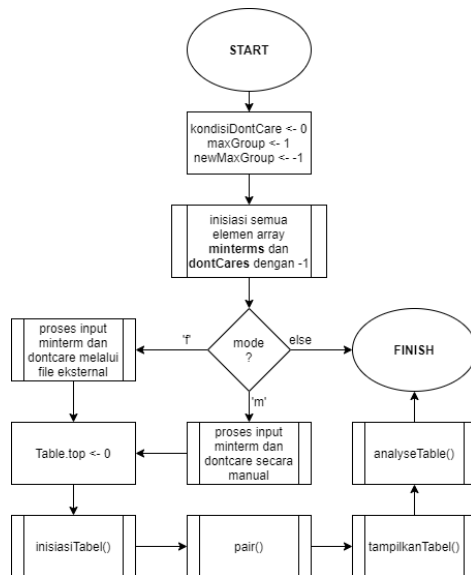 START
kondisiDontCare <- 0
maxGroup <- 1
newMaxGroup <- -1
inisiasi semua
elemen array
minterms dan
dontCares dengan -1
proses input
minterm dan
dontcare melalui
file eksternal
'f'
mode
?
else
FINISH
'm'
Table.top <- 0
proses input
minterm dan
dontcare secara
manual
analyseTable()
inisiasiTabel()
pair()
tampilkanTabel()